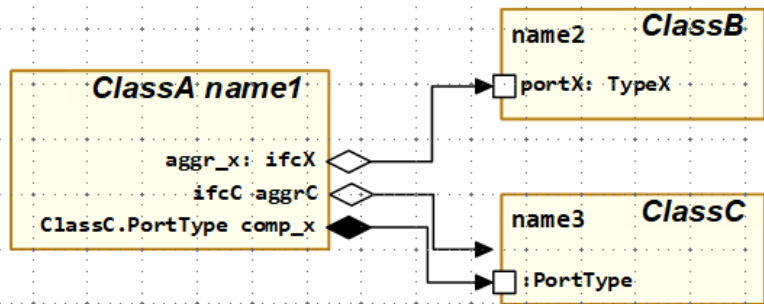 ClassA name1
aggr_x: ifcX
ifcC aggrC
ClassC.PortType comp_x
ClassB
name2
portX: TypeX
ClassC
name3
:PortType